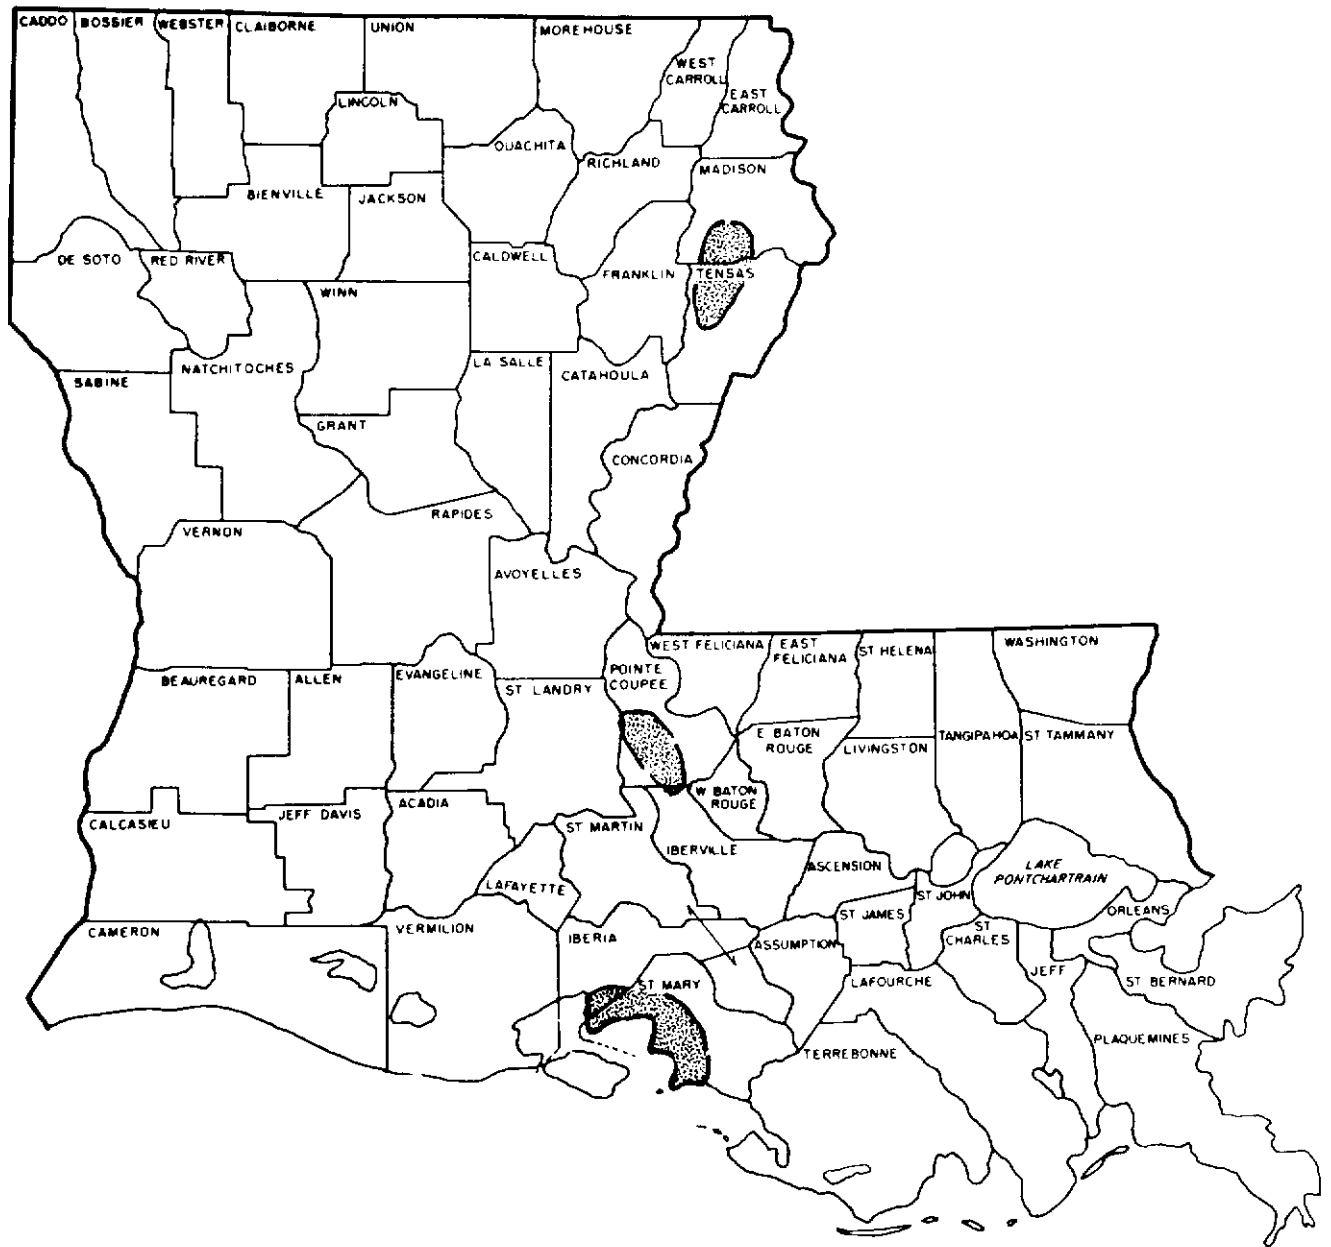 CADDO
BOSSIER
WEBSTER
CLAIBORNE
UNION
MOREHOUSE
WEST
CARROLL
EAST
CARROLL
LINCOLN
OUACHITA
RICHLAND
MADISON
BIENVILLE
JACKSON
DE SOTO
RED RIVER
CALDWELL
FRANKLIN
TENSAS
WINN
NATCHITOCHES
LA SALLE
CATAHOULA
SABINE
GRANT
CONCORDIA
RAPIDES
VERNON
AVOYELLES
WEST FELICIANA
EAST
FELICIANA
ST HELENA
WASHINGTON
BEAUREGARD
ALLEN
EVANGELINE
ST LANDRY
POINTE
COUPEE
E BATON
ROUGE
LIVINGSTON
TANGIPAHOA
ST TAMMANY
W BATON
ROUGE
CALCASIEU
JEFF DAVIS
ACADIA
ST MARTIN
IBERVILLE
ASCENSION
LAKE
PONTCHARTRAIN
LAFAYETTE
ST JOHN
ST JAMES
ORLEANS
CAMERON
VERMILION
IBERIA
ASSUMPTION
ST
CHARLES
JEFF
ST BERNARD
ST MARY
LAFOURCHE
PLAQUEMINES
TERREBONNE